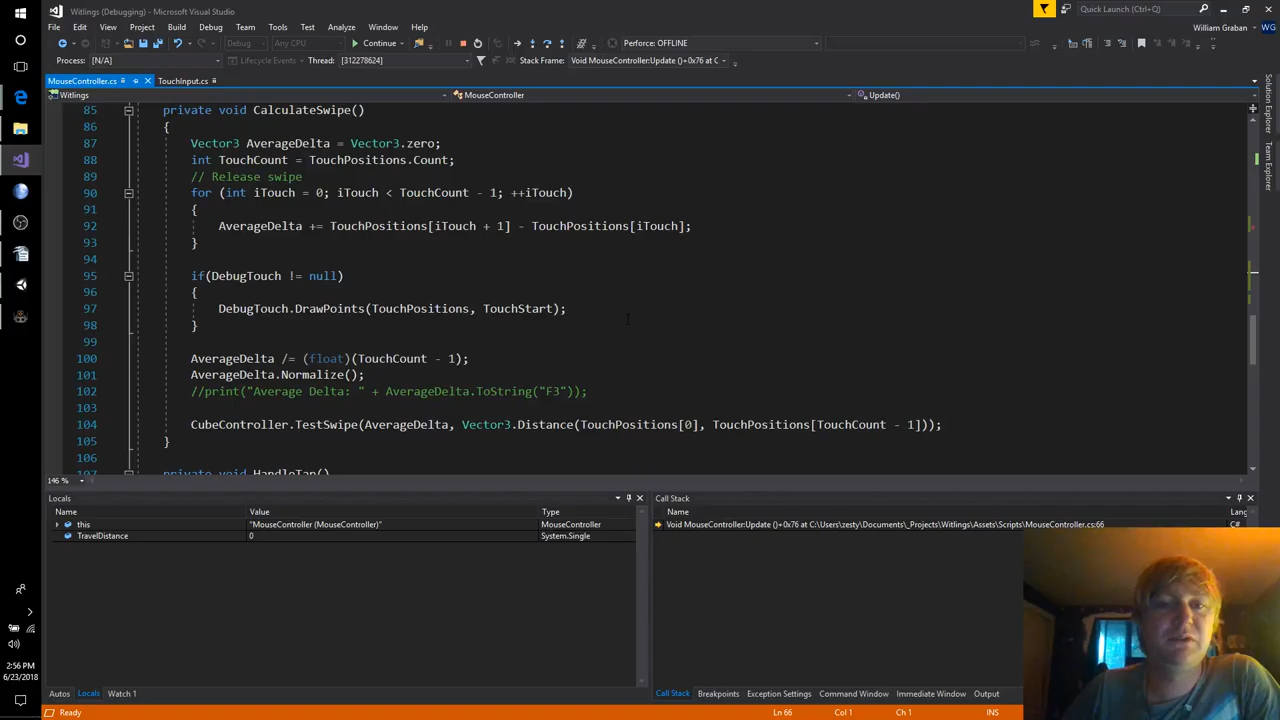 Witlings (Debugging) - Microsoft Visual Studio
Quick Launch (Ctrl+Q)
File Edit View Project Build Debug Team Tools Test Analyze Window Help
William Graban WG
Debug Any CPU Continue Perforce: OFFLINE
Process: [N/A] Lifecycle Events Thread: [312278624] Stack Frame: Void MouseController:Update ()+0x76 at C
MouseController.cs TouchInput.cs
Witlings MouseController Update()
85 private void CalculateSwipe()
86 {
87 Vector3 AverageDelta = Vector3.zero;
88 int TouchCount = TouchPositions.Count;
89 // Release swipe
90 for (int iTouch = 0; iTouch < TouchCount - 1; ++iTouch)
91 {
92 AverageDelta += TouchPositions[iTouch + 1] - TouchPositions[iTouch];
93 }
94
95 if(DebugTouch != null)
96 {
97 DebugTouch.DrawPoints(TouchPositions, TouchStart);
98 }
99
100 AverageDelta /= (float)(TouchCount - 1);
101 AverageDelta.Normalize();
102 //print("Average Delta: " + AverageDelta.ToString("F3"));
103
104 CubeController.TestSwipe(AverageDelta, Vector3.Distance(TouchPositions[0], TouchPositions[TouchCount - 1]));
105 }
106
107 private void HandleTap()
146 %
Solution Explorer
Team Explorer
Locals
Name Value Type
this "MouseController (MouseController)" MouseController
TravelDistance 0 System.Single
Autos Locals Watch 1
Call Stack
Name Lang
Void MouseController:Update ()+0x76 at C:\Users\zesty\Documents\_Projects\Witlings\Assets\Scripts\MouseController.cs:66 C#
Call Stack Breakpoints Exception Settings Command Window Immediate Window Output
2:56 PM
6/23/2018
Ready Ln 66 Col 1 Ch 1 INS